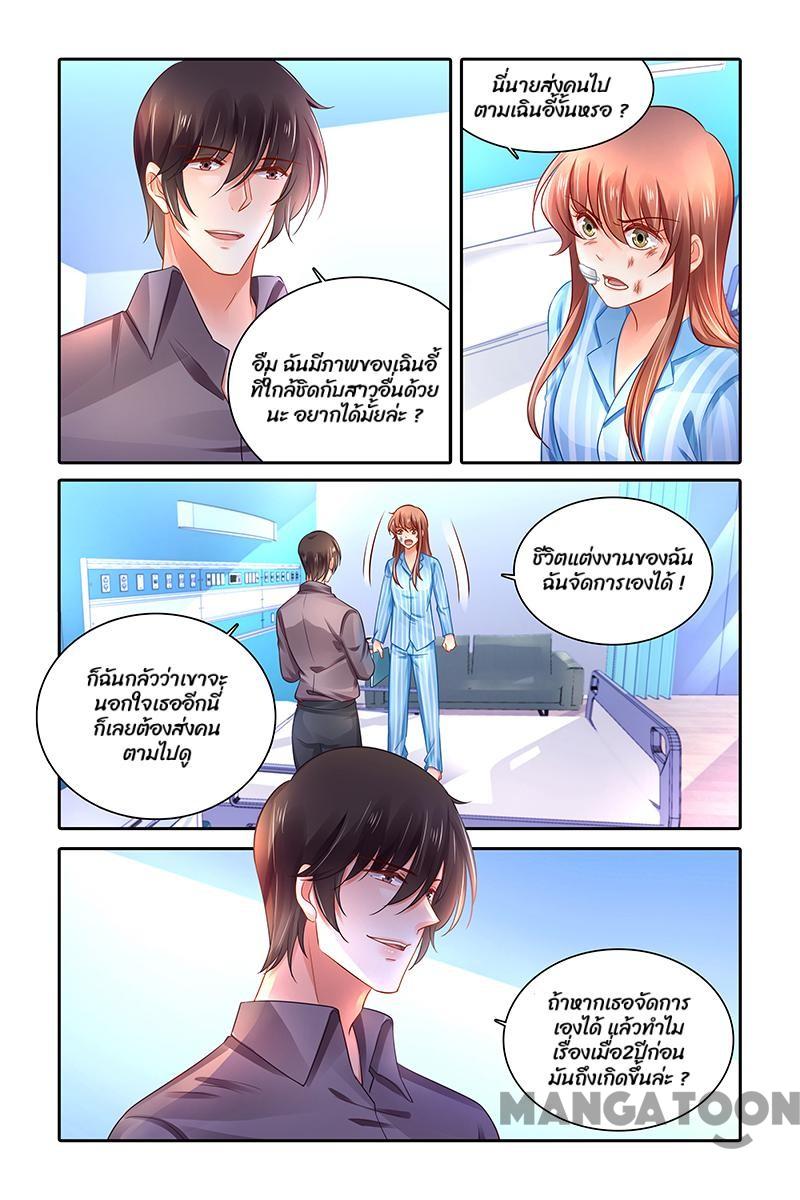 อืม ฉันมีภาพของเฉินอี้
ที่ใกล้ชิดกับสาวอื่นด้วย
นะ อยากได้มั้ยล่ะ ?
นี่นายส่งคนไป
ตามเฉินอี้งั้นหรอ ?
ก็ฉันกลัวว่าเขาจะ
นอกใจเธออีกนี่
ก็เลยต้องส่งคน
ตามไปดู
ชีวิตแต่งงานของฉัน
ฉันจัดการเองได้ !
ถ้าหากเธอจัดการ
เองได้ แล้วทำไม
เรื่องเมื่อ2ปีก่อน
มันถึงเกิดขึ้นล่ะ ?
MANGATOON